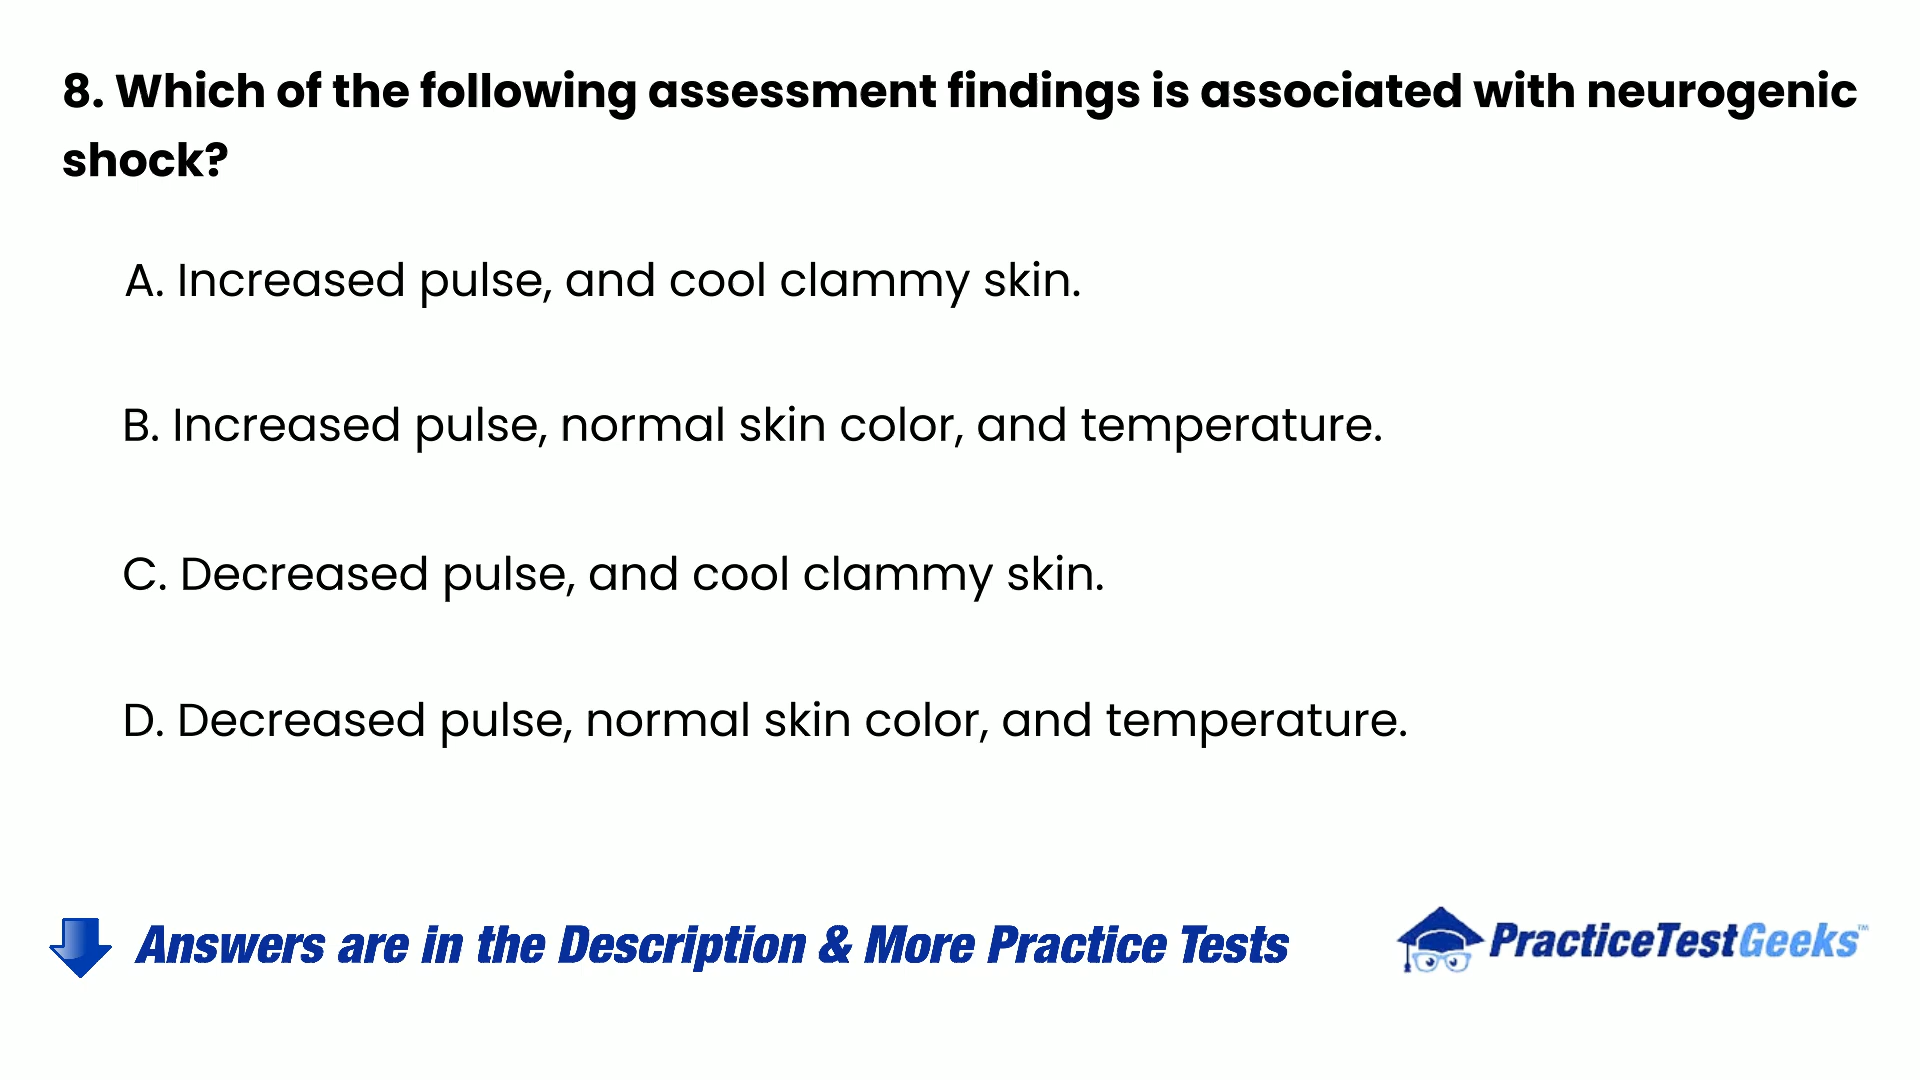 8. Which of the following assessment findings is associated with neurogenic
shock?
A. Increased pulse, and cool clammy skin.
B. Increased pulse, normal skin color, and temperature.
C. Decreased pulse, and cool clammy skin.
D. Decreased pulse, normal skin color, and temperature.
Answers are in the Description & More Practice Tests
PracticeTestGeeks™